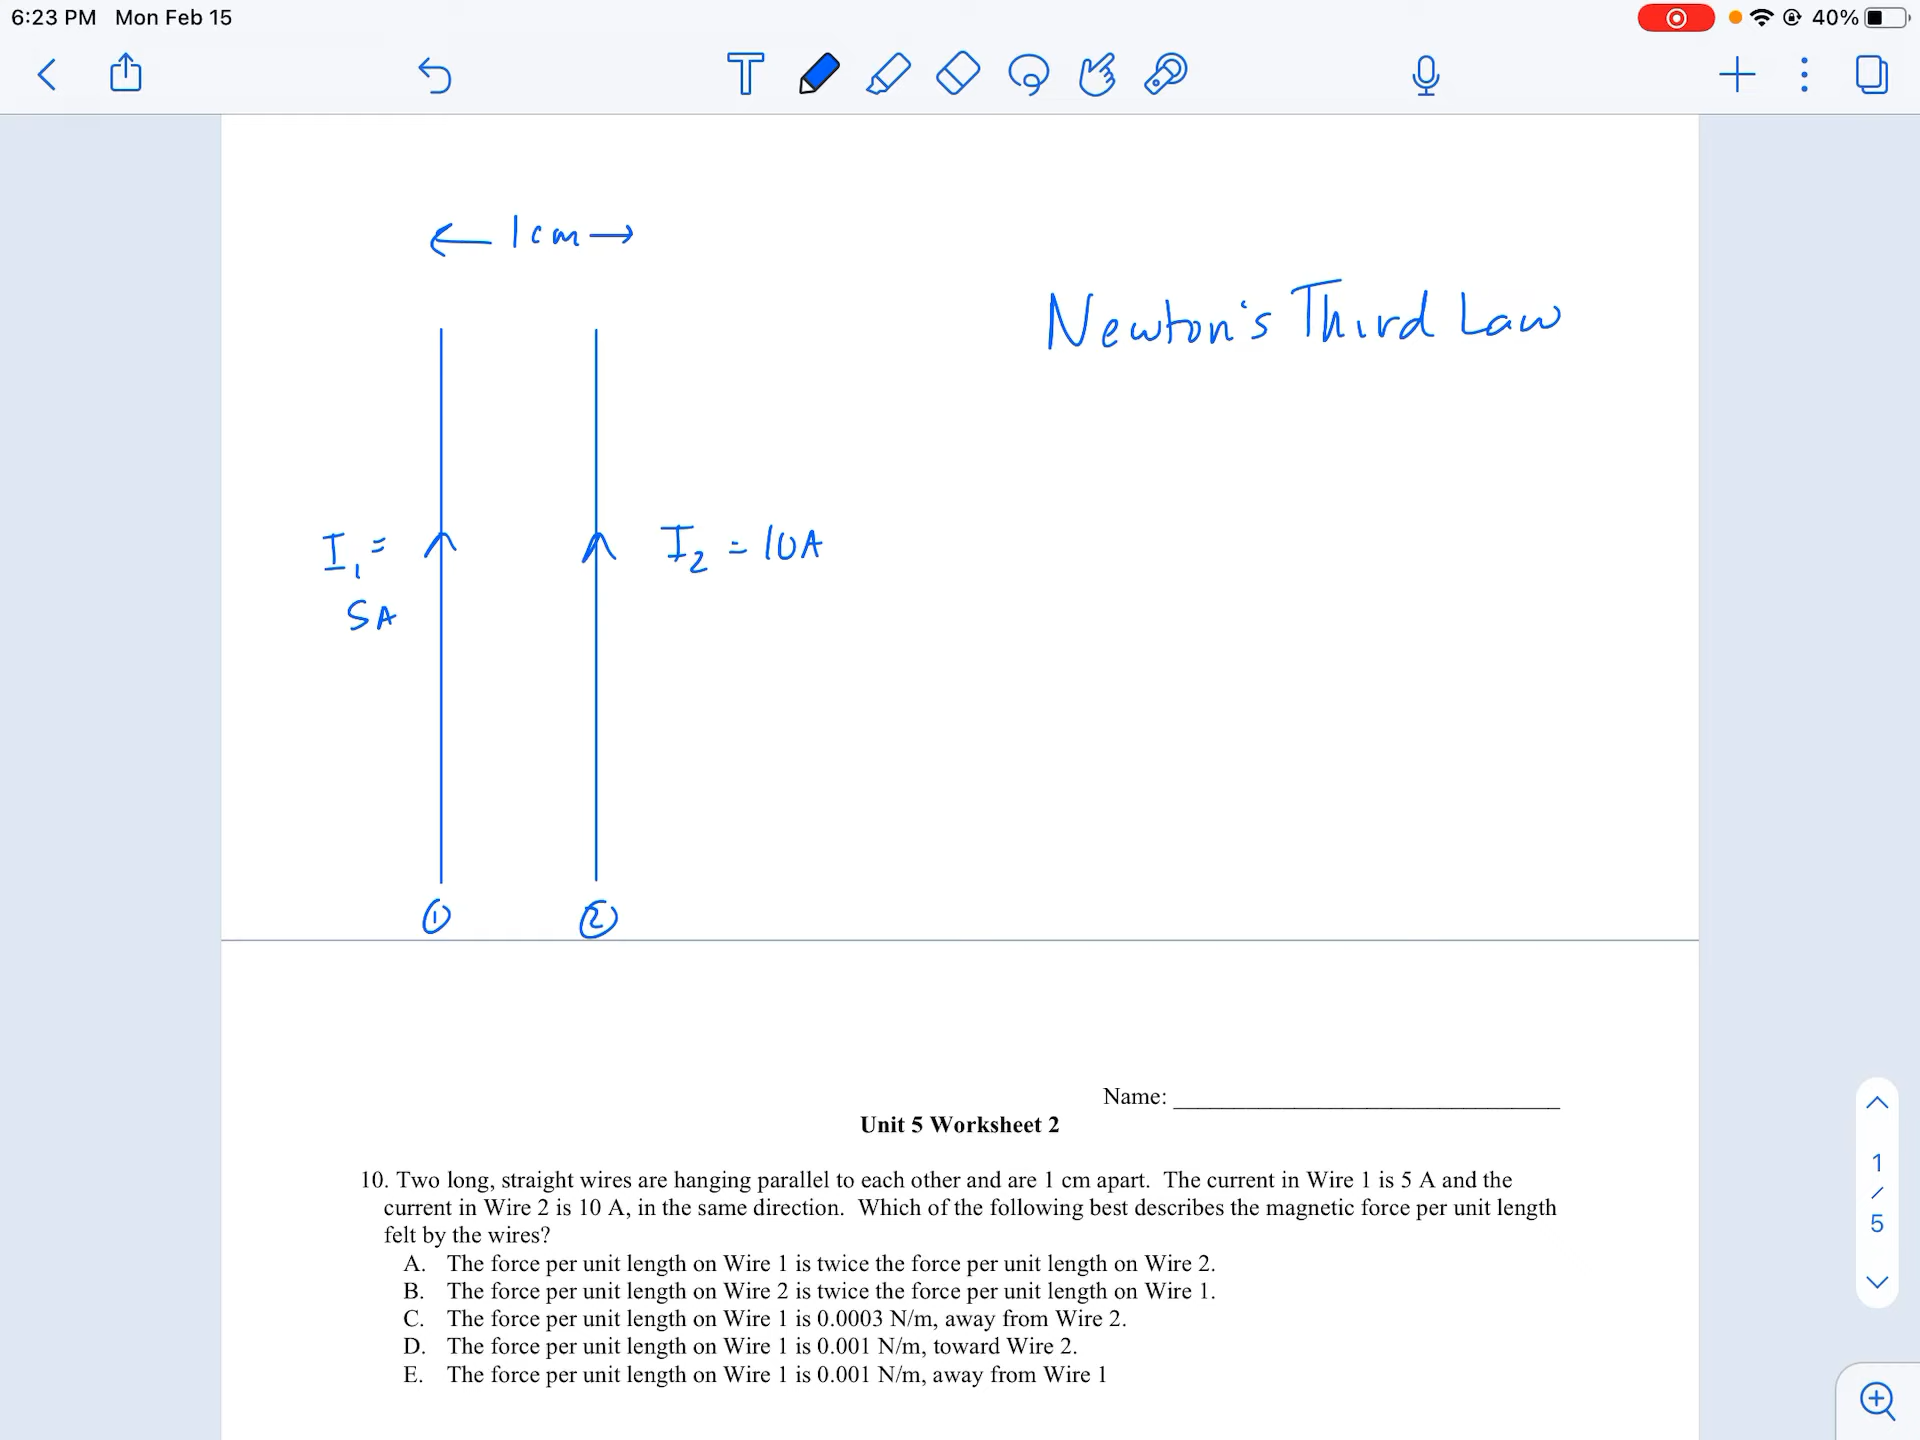 6:23 PM Mon Feb 15
40%
T
1cm
Newton's Third Law
I₁ =
5A
I₂ = 10A
①
②
Name: ________________________________
Unit 5 Worksheet 2
10. Two long, straight wires are hanging parallel to each other and are 1 cm apart. The current in Wire 1 is 5 A and the
current in Wire 2 is 10 A, in the same direction. Which of the following best describes the magnetic force per unit length
felt by the wires?
A. The force per unit length on Wire 1 is twice the force per unit length on Wire 2.
B. The force per unit length on Wire 2 is twice the force per unit length on Wire 1.
C. The force per unit length on Wire 1 is 0.0003 N/m, away from Wire 2.
D. The force per unit length on Wire 1 is 0.001 N/m, toward Wire 2.
E. The force per unit length on Wire 1 is 0.001 N/m, away from Wire 1
1
/
5